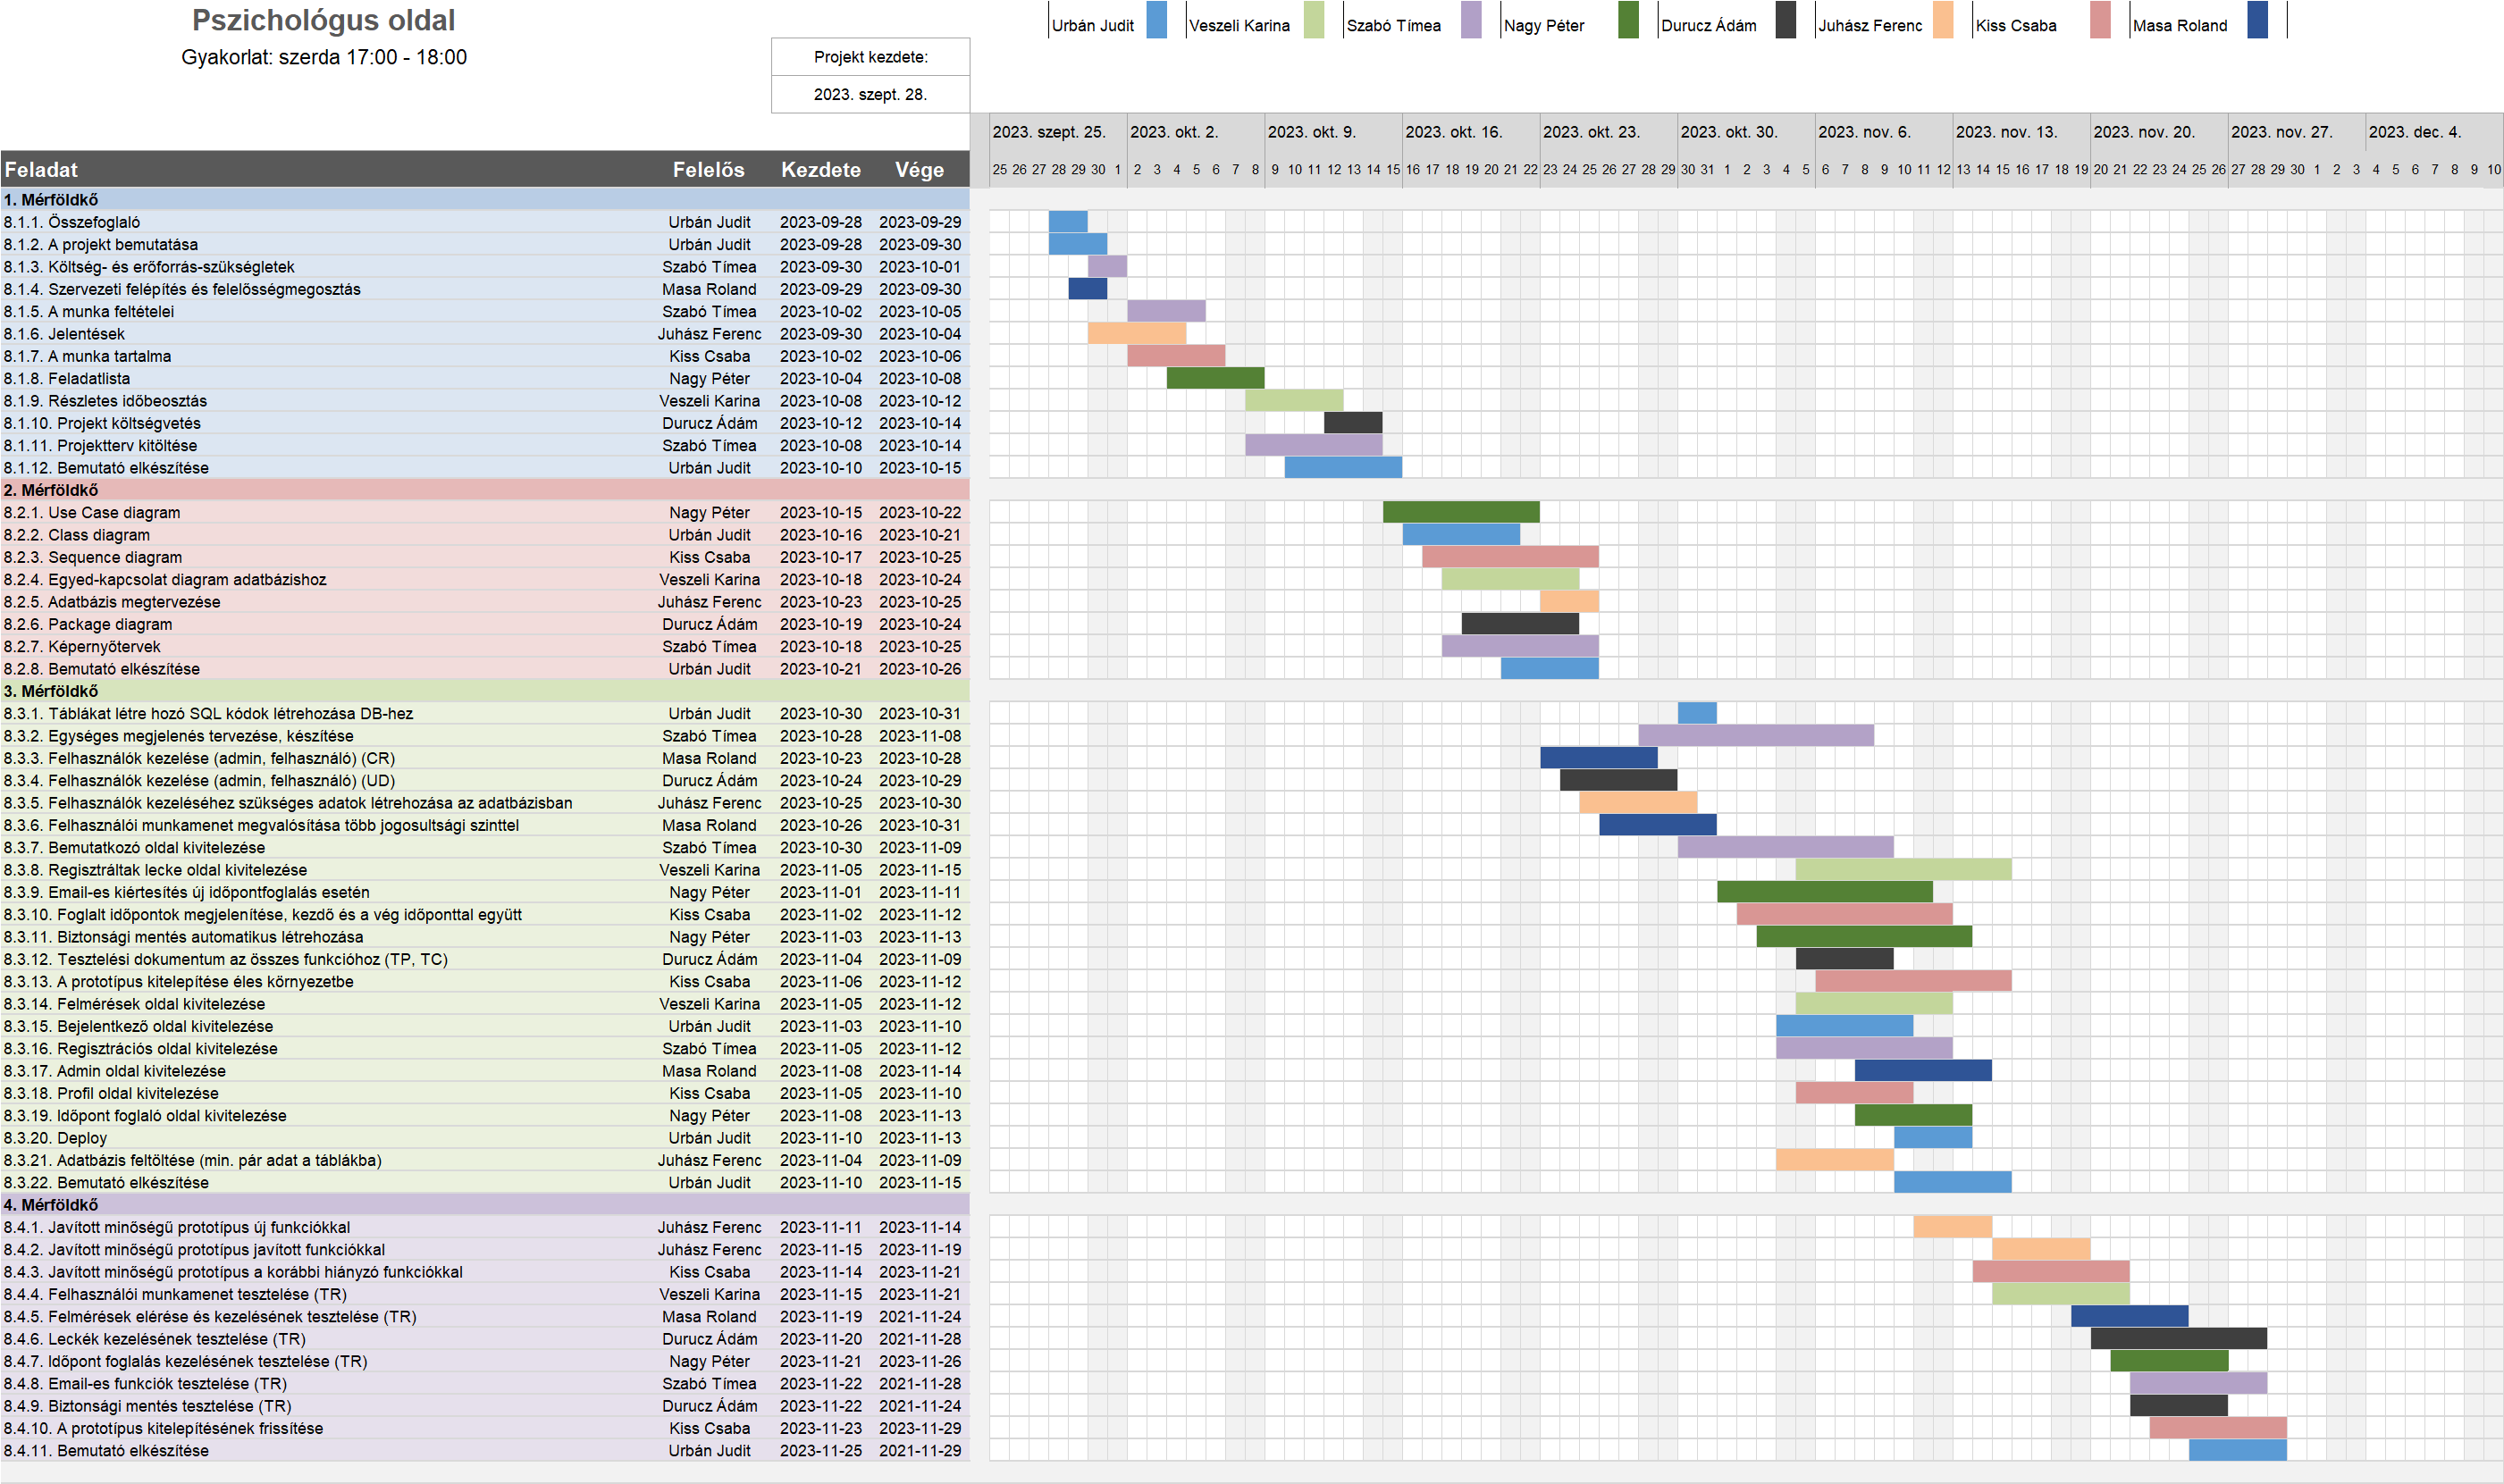 Pszichológus oldal
Gyakorlat: szerda 17:00 - 18:00
Urbán Judit Veszeli Karina Szabó Tímea Nagy Péter Durucz Ádám Juhász Ferenc Kiss Csaba Masa Roland
Projekt kezdete:
2023. szept. 28.
2023. szept. 25. 2023. okt. 2. 2023. okt. 9. 2023. okt. 16. 2023. okt. 23. 2023. okt. 30. 2023. nov. 6. 2023. nov. 13. 2023. nov. 20. 2023. nov. 27. 2023. dec. 4.
Feladat Felelős Kezdete Vége 25 26 27 28 29 30 1 2 3 4 5 6 7 8 9 10 11 12 13 14 15 16 17 18 19 20 21 22 23 24 25 26 27 28 29 30 31 1 2 3 4 5 6 7 8 9 10 11 12 13 14 15 16 17 18 19 20 21 22 23 24 25 26 27 28 29 30 1 2 3 4 5 6 7 8 9 10
1. Mérföldkő
8.1.1. Összefoglaló Urbán Judit 2023-09-28 2023-09-29
8.1.2. A projekt bemutatása Urbán Judit 2023-09-28 2023-09-30
8.1.3. Költség- és erőforrás-szükségletek Szabó Tímea 2023-09-30 2023-10-01
8.1.4. Szervezeti felépítés és felelősségmegosztás Masa Roland 2023-09-29 2023-09-30
8.1.5. A munka feltételei Szabó Tímea 2023-10-02 2023-10-05
8.1.6. Jelentések Juhász Ferenc 2023-09-30 2023-10-04
8.1.7. A munka tartalma Kiss Csaba 2023-10-02 2023-10-06
8.1.8. Feladatlista Nagy Péter 2023-10-04 2023-10-08
8.1.9. Részletes időbeosztás Veszeli Karina 2023-10-08 2023-10-12
8.1.10. Projekt költségvetés Durucz Ádám 2023-10-12 2023-10-14
8.1.11. Projektterv kitöltése Szabó Tímea 2023-10-08 2023-10-14
8.1.12. Bemutató elkészítése Urbán Judit 2023-10-10 2023-10-15
2. Mérföldkő
8.2.1. Use Case diagram Nagy Péter 2023-10-15 2023-10-22
8.2.2. Class diagram Urbán Judit 2023-10-16 2023-10-21
8.2.3. Sequence diagram Kiss Csaba 2023-10-17 2023-10-25
8.2.4. Egyed-kapcsolat diagram adatbázishoz Veszeli Karina 2023-10-18 2023-10-24
8.2.5. Adatbázis megtervezése Juhász Ferenc 2023-10-23 2023-10-25
8.2.6. Package diagram Durucz Ádám 2023-10-19 2023-10-24
8.2.7. Képernyőtervek Szabó Tímea 2023-10-18 2023-10-25
8.2.8. Bemutató elkészítése Urbán Judit 2023-10-21 2023-10-26
3. Mérföldkő
8.3.1. Táblákat létre hozó SQL kódok létrehozása DB-hez Urbán Judit 2023-10-30 2023-10-31
8.3.2. Egységes megjelenés tervezése, készítése Szabó Tímea 2023-10-28 2023-11-08
8.3.3. Felhasználók kezelése (admin, felhasználó) (CR) Masa Roland 2023-10-23 2023-10-28
8.3.4. Felhasználók kezelése (admin, felhasználó) (UD) Durucz Ádám 2023-10-24 2023-10-29
8.3.5. Felhasználók kezeléséhez szükséges adatok létrehozása az adatbázisban Juhász Ferenc 2023-10-25 2023-10-30
8.3.6. Felhasználói munkamenet megvalósítása több jogosultsági szinttel Masa Roland 2023-10-26 2023-10-31
8.3.7. Bemutatkozó oldal kivitelezése Szabó Tímea 2023-10-30 2023-11-09
8.3.8. Regisztráltak lecke oldal kivitelezése Veszeli Karina 2023-11-05 2023-11-15
8.3.9. Email-es kiértesítés új időpontfoglalás esetén Nagy Péter 2023-11-01 2023-11-11
8.3.10. Foglalt időpontok megjelenítése, kezdő és a vég időponttal együtt Kiss Csaba 2023-11-02 2023-11-12
8.3.11. Biztonsági mentés automatikus létrehozása Nagy Péter 2023-11-03 2023-11-13
8.3.12. Tesztelési dokumentum az összes funkcióhoz (TP, TC) Durucz Ádám 2023-11-04 2023-11-09
8.3.13. A prototípus kitelepítése éles környezetbe Kiss Csaba 2023-11-06 2023-11-12
8.3.14. Felmérések oldal kivitelezése Veszeli Karina 2023-11-05 2023-11-12
8.3.15. Bejelentkező oldal kivitelezése Urbán Judit 2023-11-03 2023-11-10
8.3.16. Regisztrációs oldal kivitelezése Szabó Tímea 2023-11-05 2023-11-12
8.3.17. Admin oldal kivitelezése Masa Roland 2023-11-08 2023-11-14
8.3.18. Profil oldal kivitelezése Kiss Csaba 2023-11-05 2023-11-10
8.3.19. Időpont foglaló oldal kivitelezése Nagy Péter 2023-11-08 2023-11-13
8.3.20. Deploy Urbán Judit 2023-11-10 2023-11-13
8.3.21. Adatbázis feltöltése (min. pár adat a táblákba) Juhász Ferenc 2023-11-04 2023-11-09
8.3.22. Bemutató elkészítése Urbán Judit 2023-11-10 2023-11-15
4. Mérföldkő
8.4.1. Javított minőségű prototípus új funkciókkal Juhász Ferenc 2023-11-11 2023-11-14
8.4.2. Javított minőségű prototípus javított funkciókkal Juhász Ferenc 2023-11-15 2023-11-19
8.4.3. Javított minőségű prototípus a korábbi hiányzó funkciókkal Kiss Csaba 2023-11-14 2023-11-21
8.4.4. Felhasználói munkamenet tesztelése (TR) Veszeli Karina 2023-11-15 2023-11-21
8.4.5. Felmérések elérése és kezelésének tesztelése (TR) Masa Roland 2023-11-19 2021-11-24
8.4.6. Leckék kezelésének tesztelése (TR) Durucz Ádám 2023-11-20 2021-11-28
8.4.7. Időpont foglalás kezelésének tesztelése (TR) Nagy Péter 2023-11-21 2023-11-26
8.4.8. Email-es funkciók tesztelése (TR) Szabó Tímea 2023-11-22 2021-11-28
8.4.9. Biztonsági mentés tesztelése (TR) Durucz Ádám 2023-11-22 2021-11-24
8.4.10. A prototípus kitelepítésének frissítése Kiss Csaba 2023-11-23 2023-11-29
8.4.11. Bemutató elkészítése Urbán Judit 2023-11-25 2021-11-29